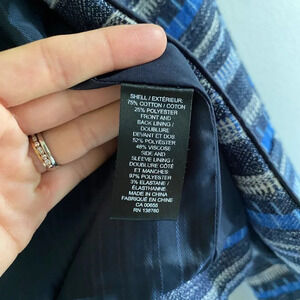 SHELL / EXTÉRIEUR:
75% COTTON / COTON
25% POLYESTER
FRONT AND
BACK LINING /
DOUBLURE
DEVANT ET DOS
52% POLYESTER
48% VISCOSE
SIDE AND
SLEEVE LINING /
DOUBLURE CÔTÉ
ET MANCHES
97% POLYESTER
3% ELASTANE /
ÉLASTHANNE
MADE IN CHINA
FABRIQUÉ EN CHINE
CA 00656
RN 138760